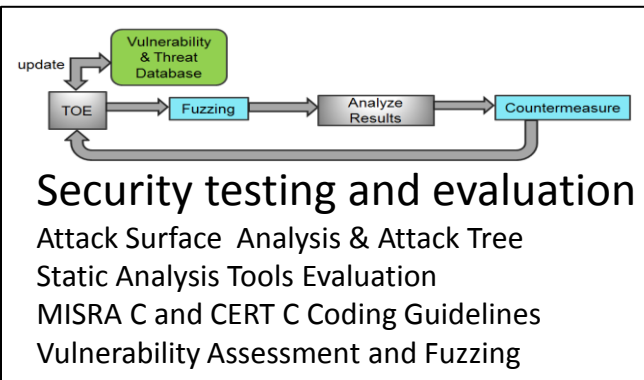 Vulnerability
& Threat
Database
update
TOE
Fuzzing
Analyze
Results
Countermeasure
Security testing and evaluation
Attack Surface Analysis & Attack Tree
Static Analysis Tools Evaluation
MISRA C and CERT C Coding Guidelines
Vulnerability Assessment and Fuzzing